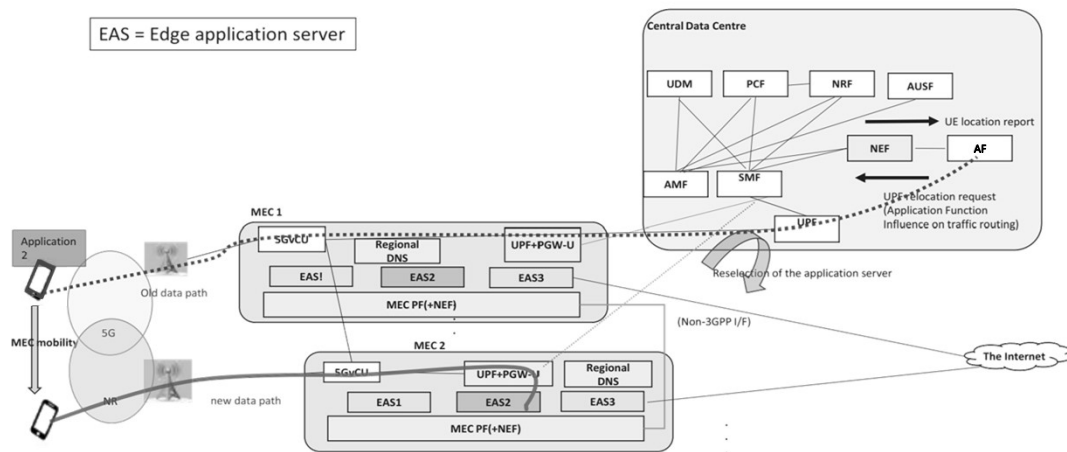 EAS = Edge application server
Central Data Centre
UDM
PCF
NRF
AUSF
UE location report
NEF
AF
AMF
SMF
UPF relocation request
(Application Function
Influence on traffic routing)
UPF
MEC 1
Application
2
5GvCU
Regional
DNS
UPF+PGW-U
EAS!
EAS2
EAS3
Reselection of the application server
Old data path
MEC PF(+NEF)
(Non-3GPP I/F)
5G
MEC mobility
MEC 2
The Internet
5GvCU
UPF+PGW-U
Regional
DNS
NR
new data path
EAS1
EAS2
EAS3
MEC PF(+NEF)